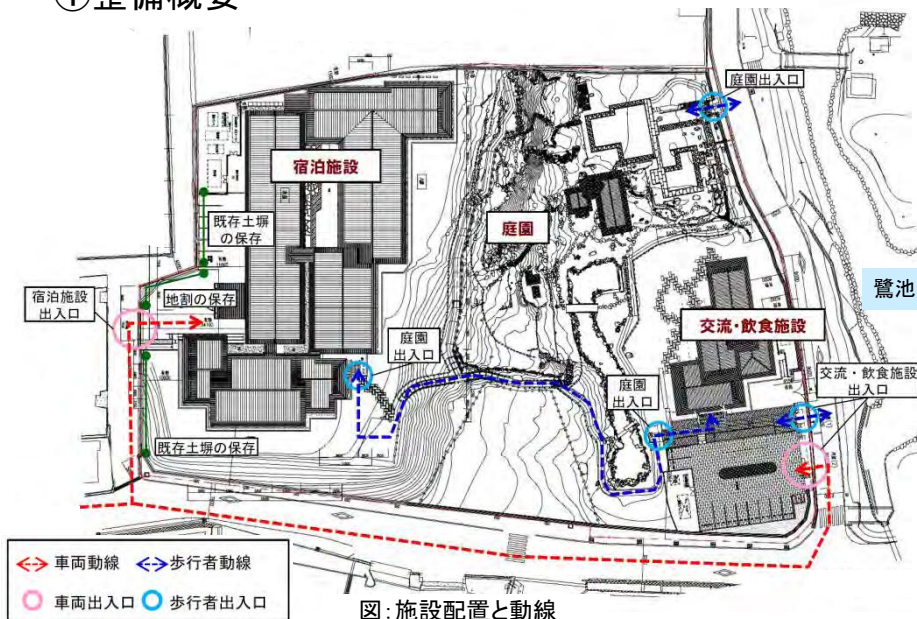 ①整備概要
庭園出入口
宿泊施設
既存土塀
の保存
庭園
鷺池
宿泊施設
出入口
地割の保存
交流・飲食施設
庭園
出入口
庭園
出入口
交流・飲食施設
出入口
既存土塀の保存
車両動線
歩行者動線
車両出入口
歩行者出入口
図:施設配置と動線